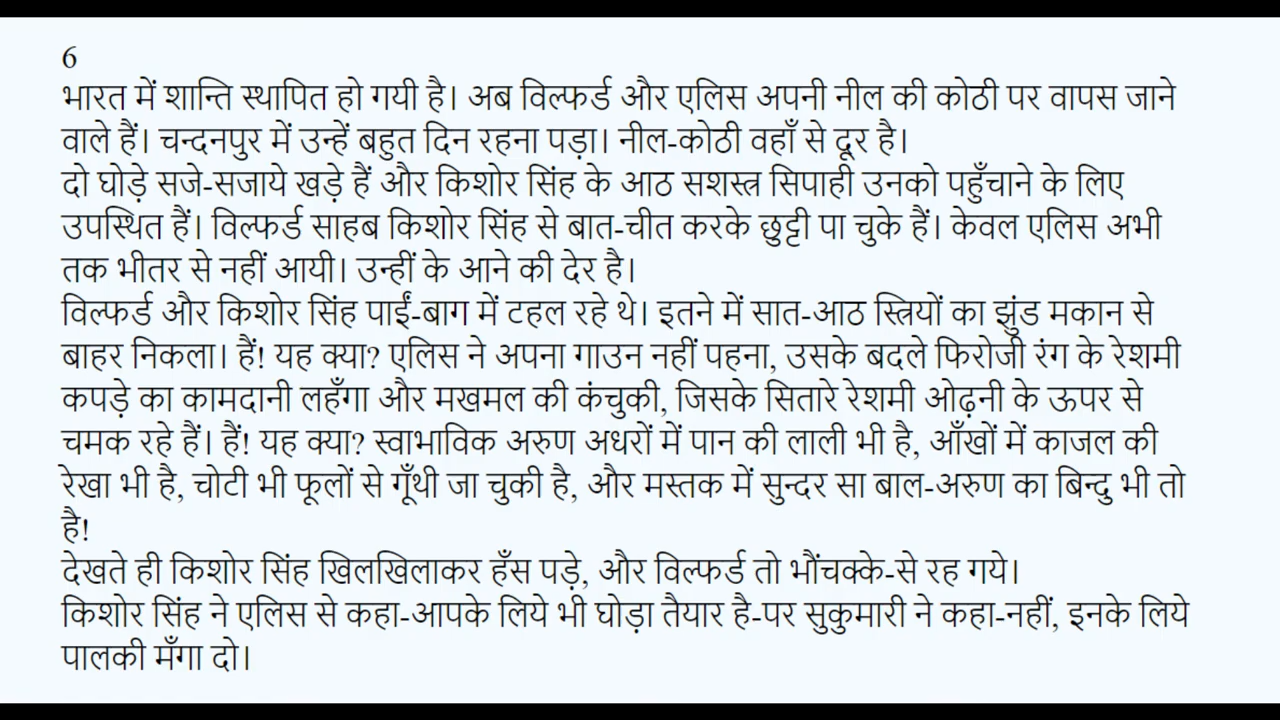 6
भारत में शान्ति स्थापित हो गयी है। अब विल्फर्ड और एलिस अपनी नील की कोठी पर वापस जाने
वाले हैं। चन्दनपुर में उन्हें बहुत दिन रहना पड़ा। नील-कोठी वहाँ से दूर है।
दो घोड़े सजे-सजाये खड़े हैं और किशोर सिंह के आठ सशस्त्र सिपाही उनको पहुँचाने के लिए
उपस्थित हैं। विल्फर्ड साहब किशोर सिंह से बात-चीत करके छुट्टी पा चुके हैं। केवल एलिस अभी
तक भीतर से नहीं आयी। उन्हीं के आने की देर है।
विल्फर्ड और किशोर सिंह पाईं-बाग में टहल रहे थे। इतने में सात-आठ स्त्रियों का झुंड मकान से
बाहर निकला। हैं! यह क्या? एलिस ने अपना गाउन नहीं पहना, उसके बदले फिरोजी रंग के रेशमी
कपड़े का कामदानी लहँगा और मखमल की कंचुकी, जिसके सितारे रेशमी ओढ़नी के ऊपर से
चमक रहे हैं। हैं! यह क्या? स्वाभाविक अरुण अधरों में पान की लाली भी है, आँखों में काजल की
रेखा भी है, चोटी भी फूलों से गूँथी जा चुकी है, और मस्तक में सुन्दर सा बाल-अरुण का बिन्दु भी तो
है!
देखते ही किशोर सिंह खिलखिलाकर हँस पड़े, और विल्फर्ड तो भौंचक्के-से रह गये।
किशोर सिंह ने एलिस से कहा-आपके लिये भी घोड़ा तैयार है-पर सुकुमारी ने कहा-नहीं, इनके लिये
पालकी मँगा दो।